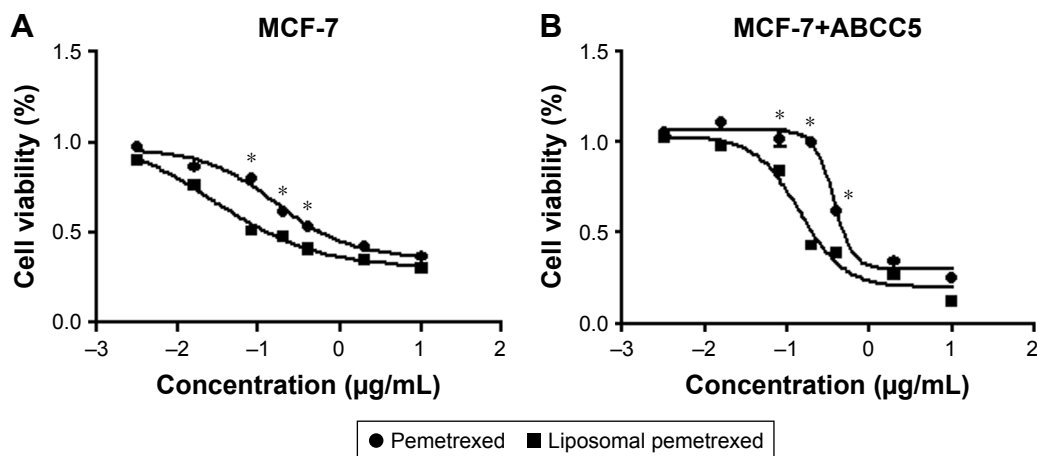 A
MCF-7
Cell viability (%)
1.5
1.0
0.5
0.0
* * *
–3 –2 –1 0 1 2
Concentration (µg/mL)
B
MCF-7+ABCC5
Cell viability (%)
1.5
1.0
0.5
0.0
* * *
–3 –2 –1 0 1 2
Concentration (µg/mL)
Pemetrexed Liposomal pemetrexed